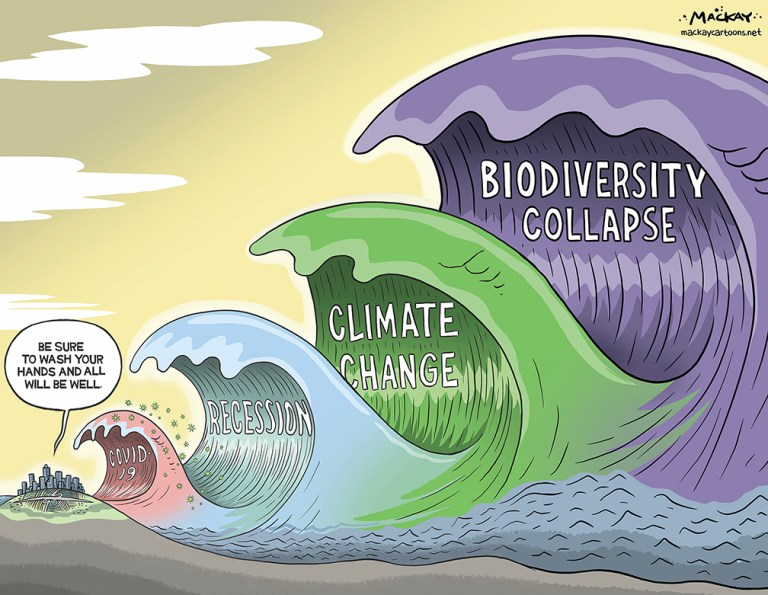 MACKAY
mackaycartoons.net
BIODIVERSITY
COLLAPSE
CLIMATE
CHANGE
RECESSION
COVID-
19
BE SURE
TO WASH YOUR
HANDS AND ALL
WILL BE WELL.